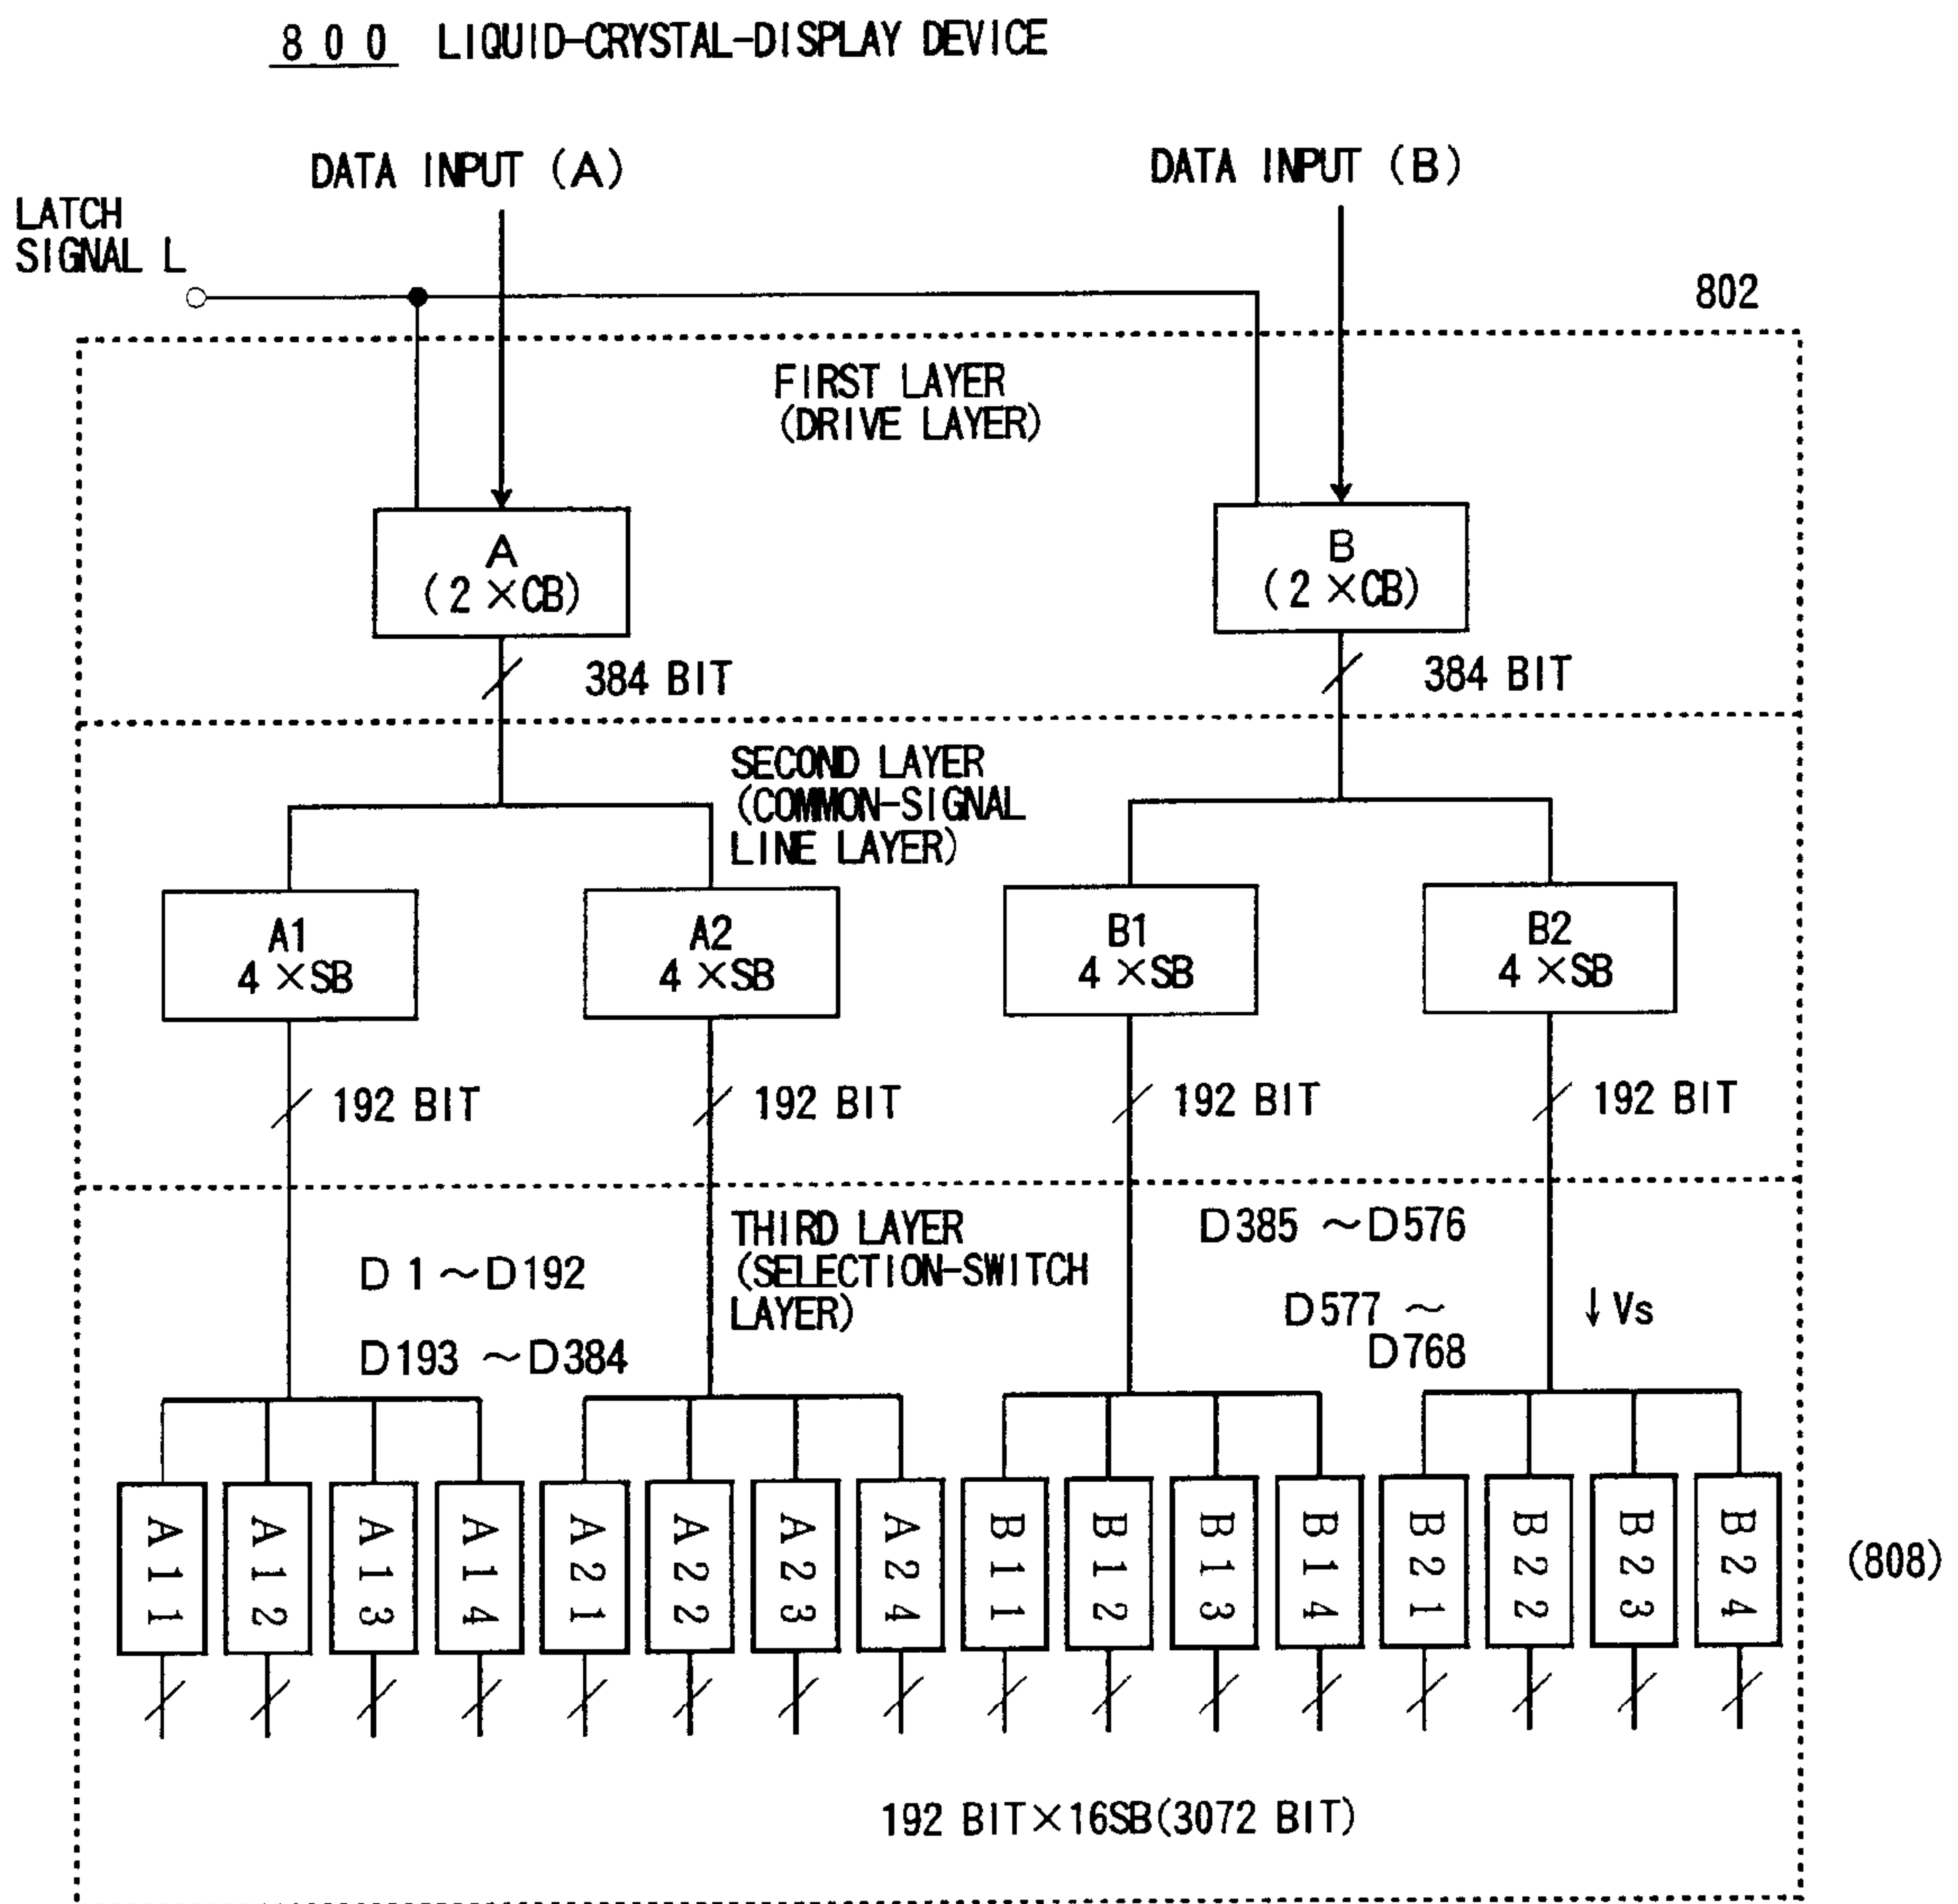 800 LIQUID-CRYSTAL-DISPLAY DEVICE
DATA INPUT (A)
DATA INPUT (B)
LATCH
SIGNAL L
802
FIRST LAYER
(DRIVE LAYER)
A
(2 ×CB)
B
(2 ×CB)
384 BIT
384 BIT
SECOND LAYER
(COMMON-SIGNAL
LINE LAYER)
A1
4 ×SB
A2
4 ×SB
B1
4 ×SB
B2
4 ×SB
192 BIT
192 BIT
192 BIT
192 BIT
THIRD LAYER
(SELECTION-SWITCH
LAYER)
D1 ~D192
D193 ~D384
D385 ~D576
D577 ~
D768
↓ Vs
A11
A12
A13
A14
A21
A22
A23
A24
B11
B12
B13
B14
B21
B22
B23
B24
(808)
192 BIT×16SB(3072 BIT)